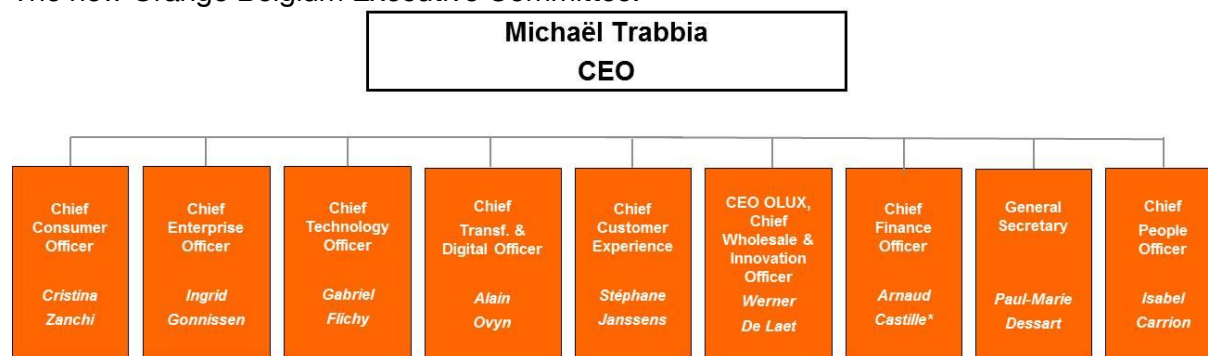 The new Orange Belgium Executive Committee:
Michaël Trabbia
CEO
Chief
Consumer
Officer
Cristina
Zanchi
Chief
Enterprise
Officer
Ingrid
Gonnissen
Chief
Technology
Officer
Gabriel
Flichy
Chief
Transf. &
Digital Officer
Alain
Ovyn
Chief
Customer
Experience
Stéphane
Janssens
CEO OLUX,
Chief
Wholesale &
Innovation
Officer
Werner
De Laet
Chief
Finance
Officer
Arnaud
Castille*
General
Secretary
Paul-Marie
Dessart
Chief
People
Officer
Isabel
Carrion